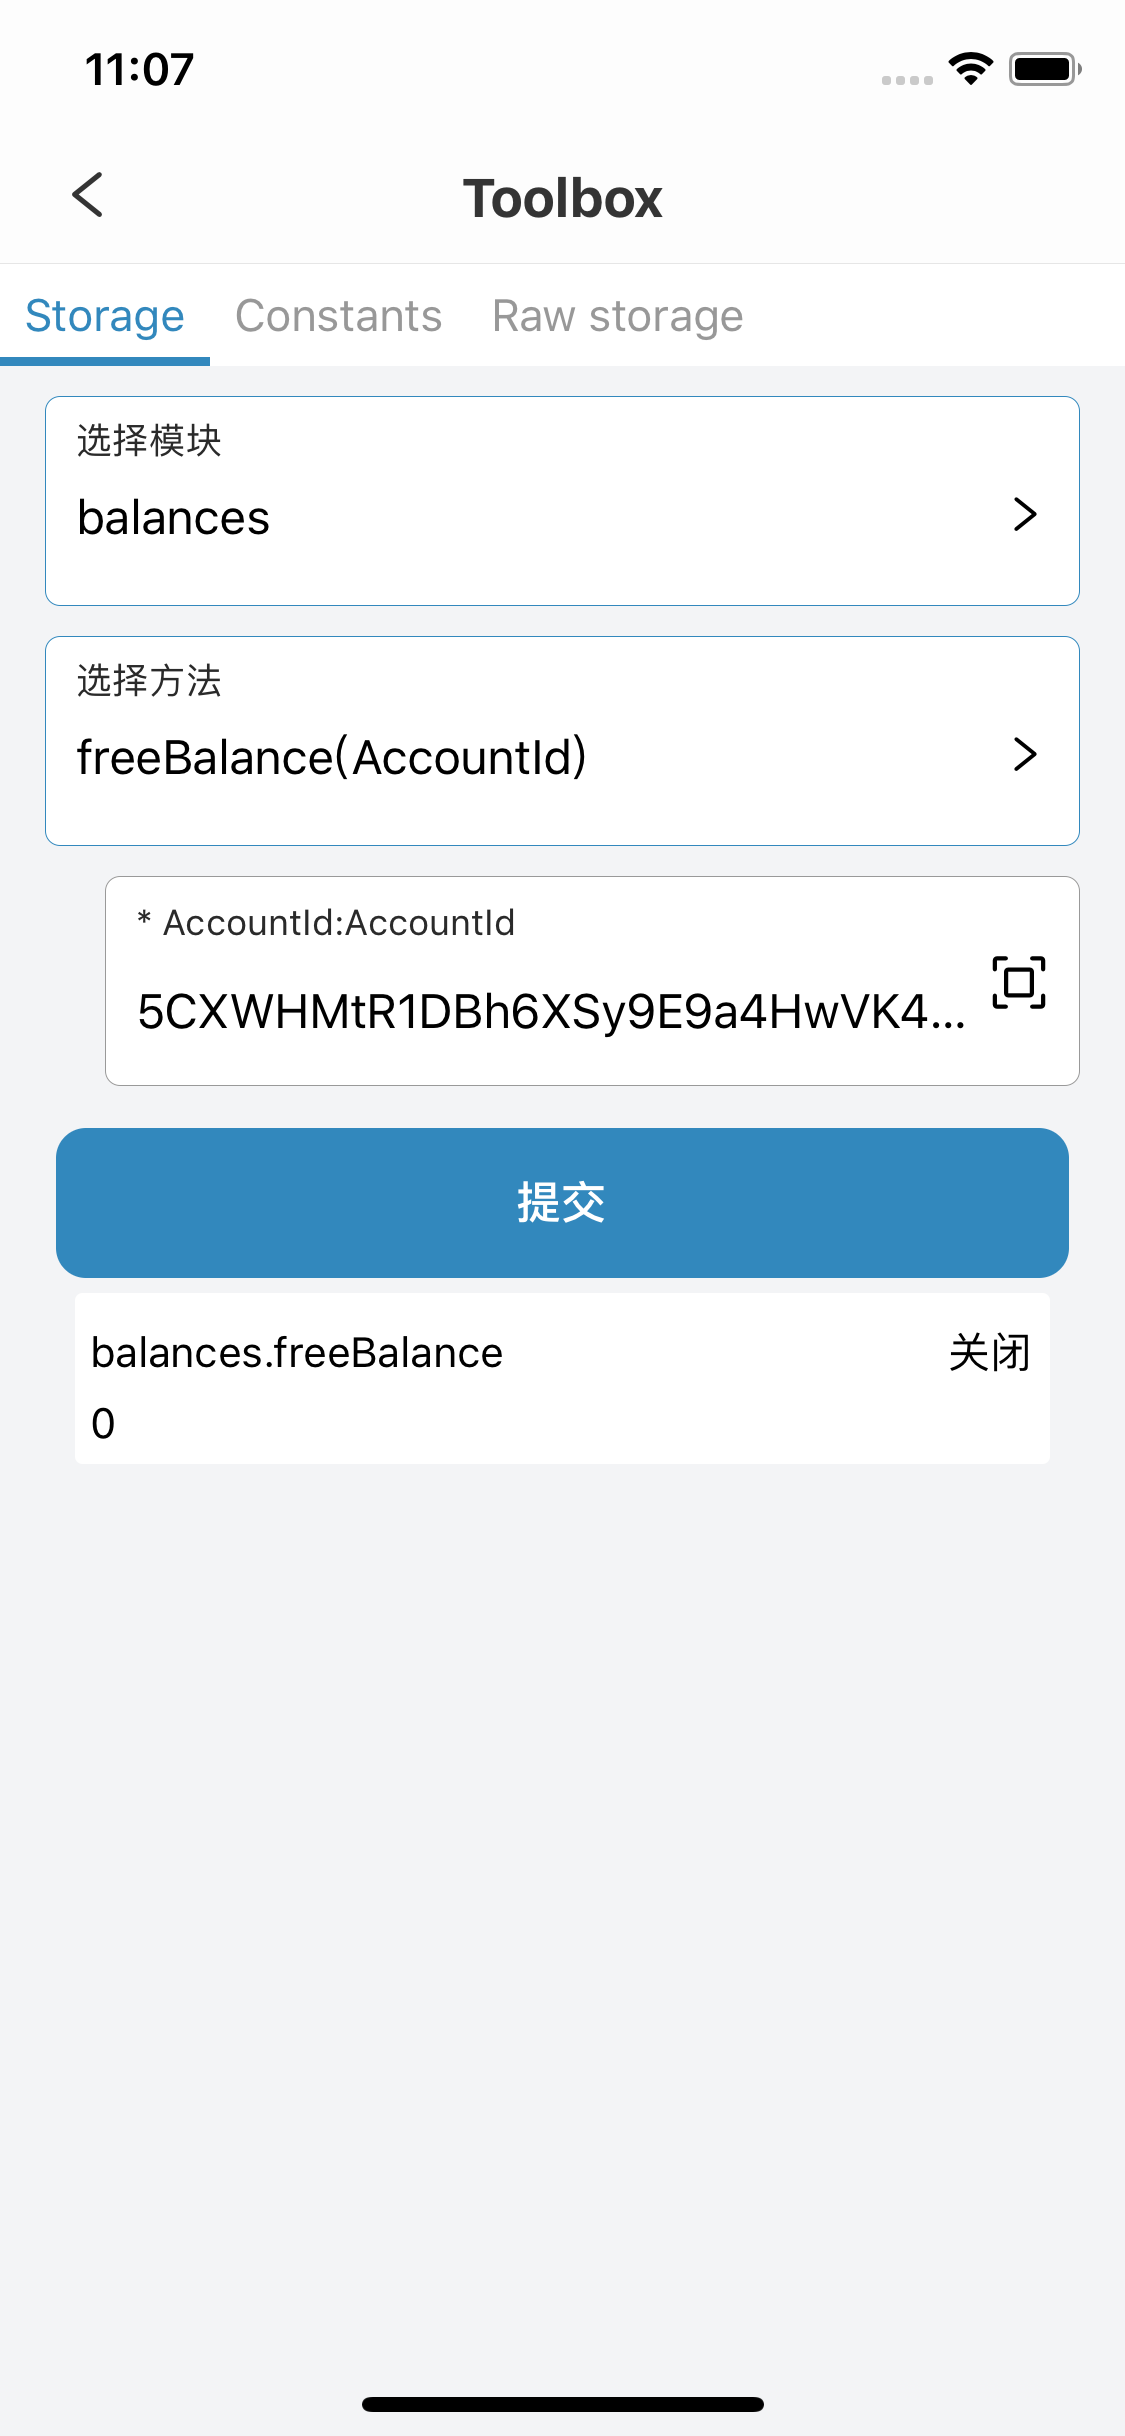 11:07
Toolbox
Storage Constants Raw storage
选择模块
balances
选择方法
freeBalance(AccountId)
* AccountId:AccountId
5CXWHMtR1DBh6XSy9E9a4HwVK4...
提交
balances.freeBalance 关闭
0